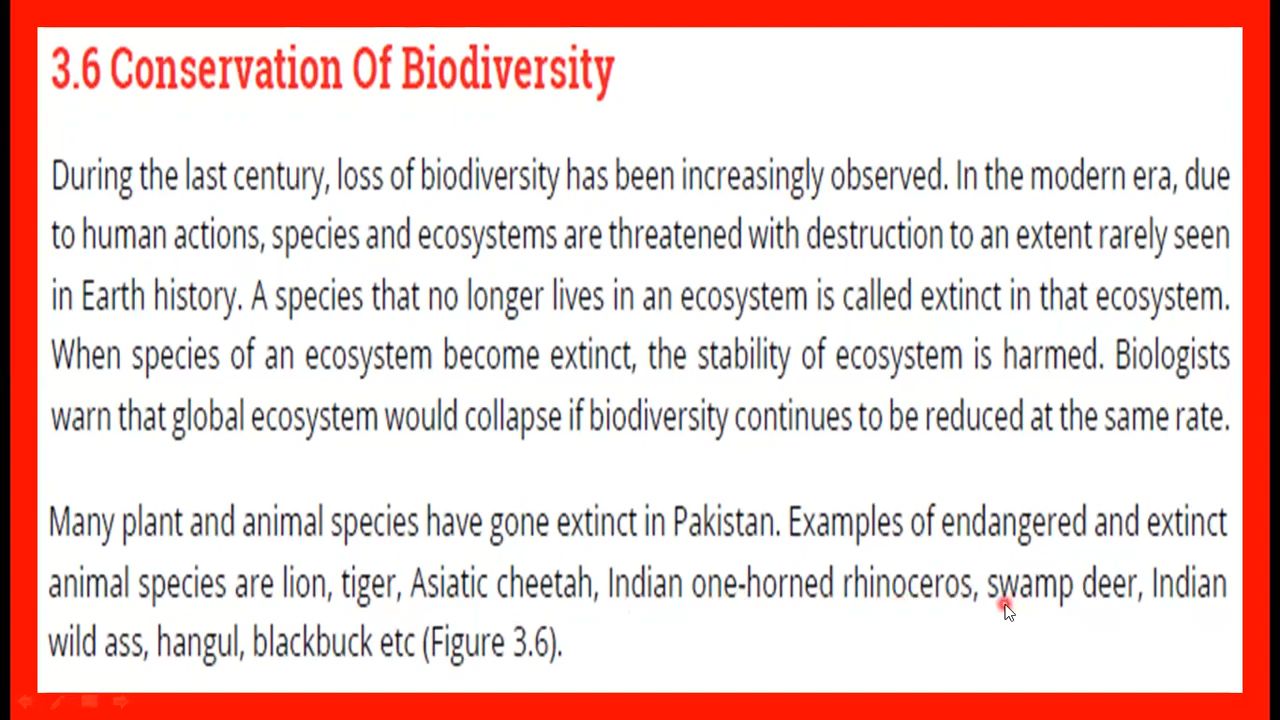 3.6 Conservation Of Biodiversity
During the last century, loss of biodiversity has been increasingly observed. In the modern era, due
to human actions, species and ecosystems are threatened with destruction to an extent rarely seen
in Earth history. A species that no longer lives in an ecosystem is called extinct in that ecosystem.
When species of an ecosystem become extinct, the stability of ecosystem is harmed. Biologists
warn that global ecosystem would collapse if biodiversity continues to be reduced at the same rate.
Many plant and animal species have gone extinct in Pakistan. Examples of endangered and extinct
animal species are lion, tiger, Asiatic cheetah, Indian one-horned rhinoceros, swamp deer, Indian
wild ass, hangul, blackbuck etc (Figure 3.6).